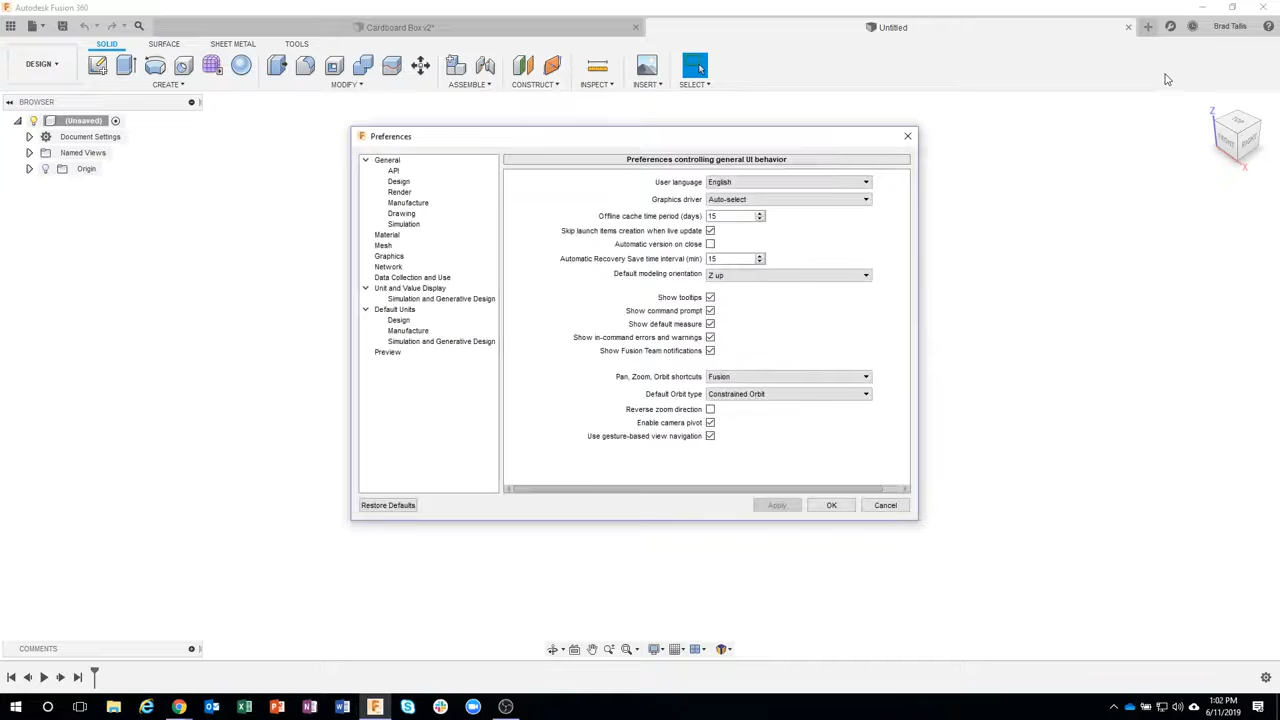 Autodesk Fusion 360
Cardboard Box v2*
Untitled
Brad Tallis
SOLID
SURFACE
SHEET METAL
TOOLS
DESIGN
CREATE
MODIFY
ASSEMBLE
CONSTRUCT
INSPECT
INSERT
SELECT
BROWSER
(Unsaved)
Document Settings
Named Views
Origin
Z
TOP
FRONT
RIGHT
X
Preferences
General
API
Design
Render
Manufacture
Drawing
Simulation
Material
Mesh
Graphics
Network
Data Collection and Use
Unit and Value Display
Simulation and Generative Design
Default Units
Design
Manufacture
Simulation and Generative Design
Preview
Preferences controlling general UI behavior
User language English
Graphics driver Auto-select
Offline cache time period (days) 15
Skip launch items creation when live update
Automatic version on close
Automatic Recovery Save time interval (min) 15
Default modeling orientation Z up
Show tooltips
Show command prompt
Show default measure
Show in-command errors and warnings
Show Fusion Team notifications
Pan, Zoom, Orbit shortcuts Fusion
Default Orbit type Constrained Orbit
Reverse zoom direction
Enable camera pivot
Use gesture-based view navigation
Restore Defaults
Apply
OK
Cancel
COMMENTS
1:02 PM
6/11/2019